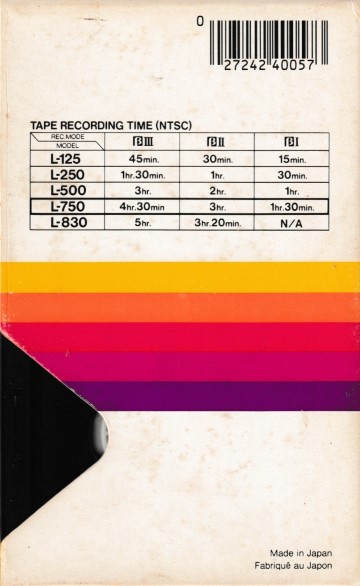 0
27242 40057
TAPE RECORDING TIME (NTSC)
REC.MODE
MODEL
βIII βII βI
L-125 45min. 30min. 15min.
L-250 1hr.30min. 1hr. 30min.
L-500 3hr. 2hr. 1hr.
L-750 4hr.30min 3hr. 1hr.30min.
L-830 5hr. 3hr.20min. N/A
Made in Japan
Fabriquê au Japon